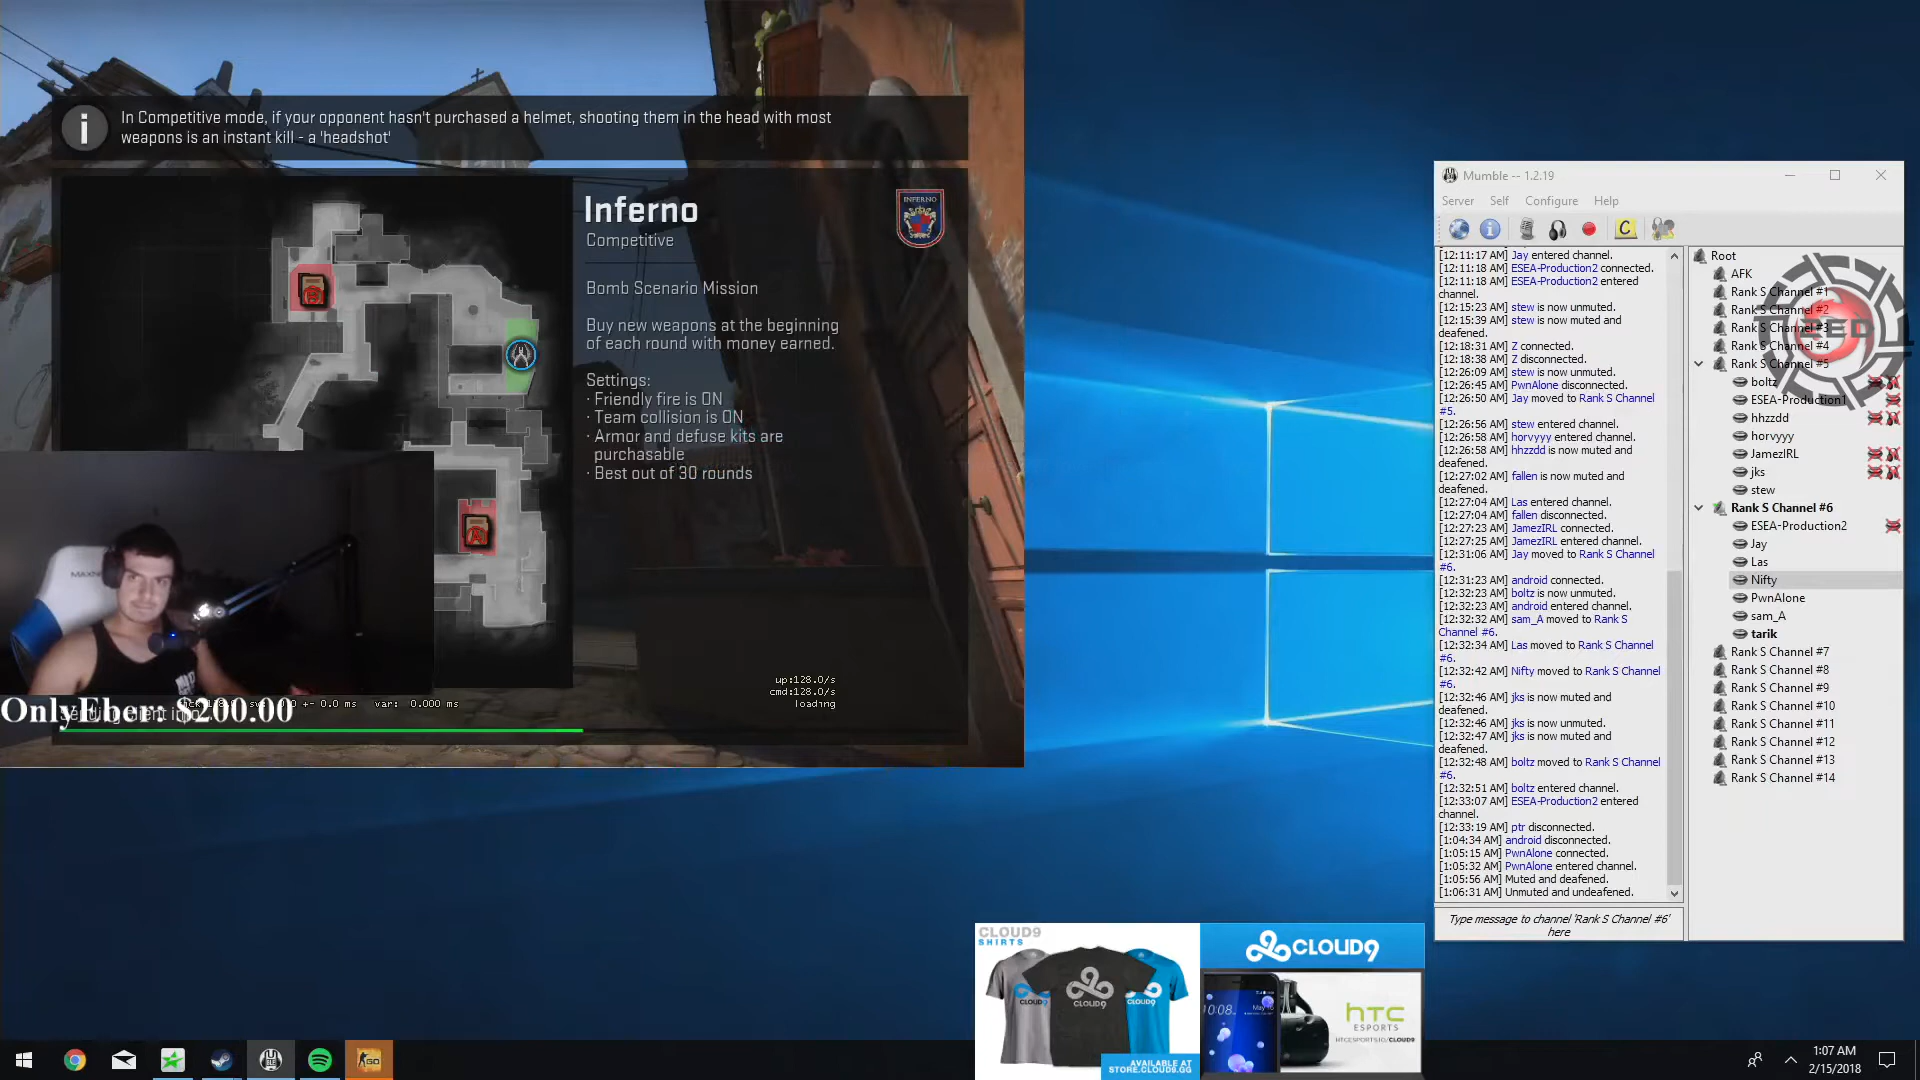 In Competitive mode, if your opponent hasn't purchased a helmet, shooting them in the head with most
weapons is an instant kill - a 'headshot'
Inferno
Competitive
INFERNO
Bomb Scenario Mission
Buy new weapons at the beginning
of each round with money earned.
Settings:
· Friendly fire is ON
· Team collision is ON
· Armor and defuse kits are
purchasable
· Best out of 30 rounds
B
A
up:128.0/s
cmd:128.0/s
loading
+- 0.0 ms var: 0.000 ms
OnlyEber: $200.00
Mumble -- 1.2.19
Server Self Configure Help
[12:11:17 AM] Jay entered channel.
[12:11:18 AM] ESEA-Production2 connected.
[12:11:18 AM] ESEA-Production2 entered
channel.
[12:15:23 AM] stew is now unmuted.
[12:15:39 AM] stew is now muted and
deafened.
[12:18:31 AM] Z connected.
[12:18:38 AM] Z disconnected.
[12:26:09 AM] stew is now unmuted.
[12:26:45 AM] PwnAlone disconnected.
[12:26:50 AM] Jay moved to Rank S Channel
#5.
[12:26:56 AM] stew entered channel.
[12:26:58 AM] horvyyy entered channel.
[12:26:58 AM] hhzzdd is now muted and
deafened.
[12:27:02 AM] fallen is now muted and
deafened.
[12:27:04 AM] Las entered channel.
[12:27:04 AM] fallen disconnected.
[12:27:23 AM] JamezIRL connected.
[12:27:25 AM] JamezIRL entered channel.
[12:31:06 AM] Jay moved to Rank S Channel
#6.
[12:31:23 AM] android connected.
[12:32:23 AM] boltz is now unmuted.
[12:32:23 AM] android entered channel.
[12:32:32 AM] sam_A moved to Rank S
Channel #6.
[12:32:34 AM] Las moved to Rank S Channel
#6.
[12:32:42 AM] Nifty moved to Rank S Channel
#6.
[12:32:46 AM] jks is now muted and
deafened.
[12:32:46 AM] jks is now unmuted.
[12:32:47 AM] jks is now muted and
deafened.
[12:32:48 AM] boltz moved to Rank S Channel
#6.
[12:32:51 AM] boltz entered channel.
[12:33:07 AM] ESEA-Production2 entered
channel.
[12:33:19 AM] ptr disconnected.
[1:04:34 AM] android disconnected.
[1:05:15 AM] PwnAlone connected.
[1:05:32 AM] PwnAlone entered channel.
[1:05:56 AM] Muted and deafened.
[1:06:31 AM] Unmuted and undeafened.
Type message to channel 'Rank S Channel #6'
here
Root
AFK
Rank S Channel #1
Rank S Channel #2
Rank S Channel #3
Rank S Channel #4
Rank S Channel #5
boltz
ESEA-Production1
hhzzdd
horvyyy
JamezIRL
jks
stew
Rank S Channel #6
ESEA-Production2
Jay
Las
Nifty
PwnAlone
sam_A
tarik
Rank S Channel #7
Rank S Channel #8
Rank S Channel #9
Rank S Channel #10
Rank S Channel #11
Rank S Channel #12
Rank S Channel #13
Rank S Channel #14
CLOUD9
SHIRTS
CLOUD9
CLOUD9
CLOUD9
AVAILABLE AT
STORE.CLOUD9.GG
CLOUD9
10:08
htc
ESPORTS
HTCESPORTS.IO/CLOUD9
GO
1:07 AM
2/15/2018